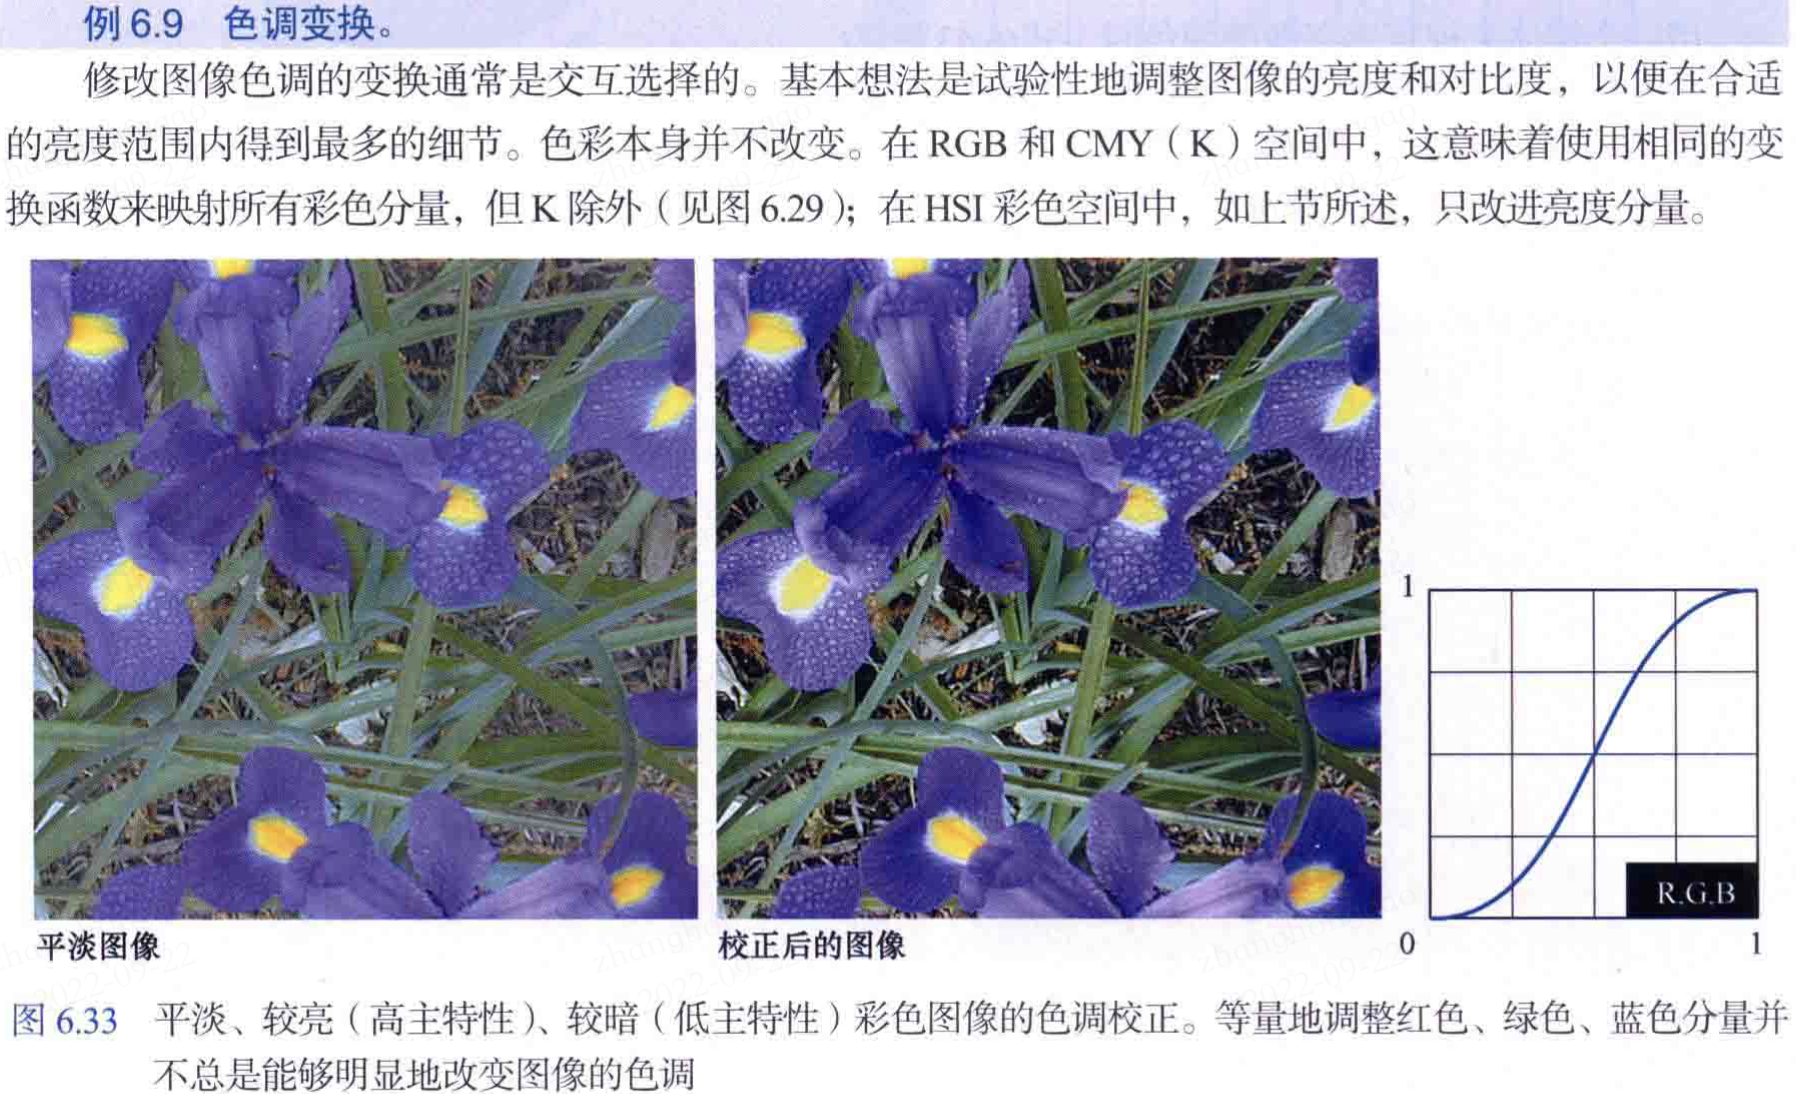 例 6.9 色调变换。
修改图像色调的变换通常是交互选择的。基本想法是试验性地调整图像的亮度和对比度，以便在合适
的亮度范围内得到最多的细节。色彩本身并不改变。在 RGB 和 CMY（K）空间中，这意味着使用相同的变
换函数来映射所有彩色分量，但 K 除外（见图 6.29）；在 HSI 彩色空间中，如上节所述，只改进亮度分量。
1
R.G.B
平淡图像
校正后的图像
0
1
图 6.33 平淡、较亮（高主特性）、较暗（低主特性）彩色图像的色调校正。等量地调整红色、绿色、蓝色分量并
不总是能够明显地改变图像的色调